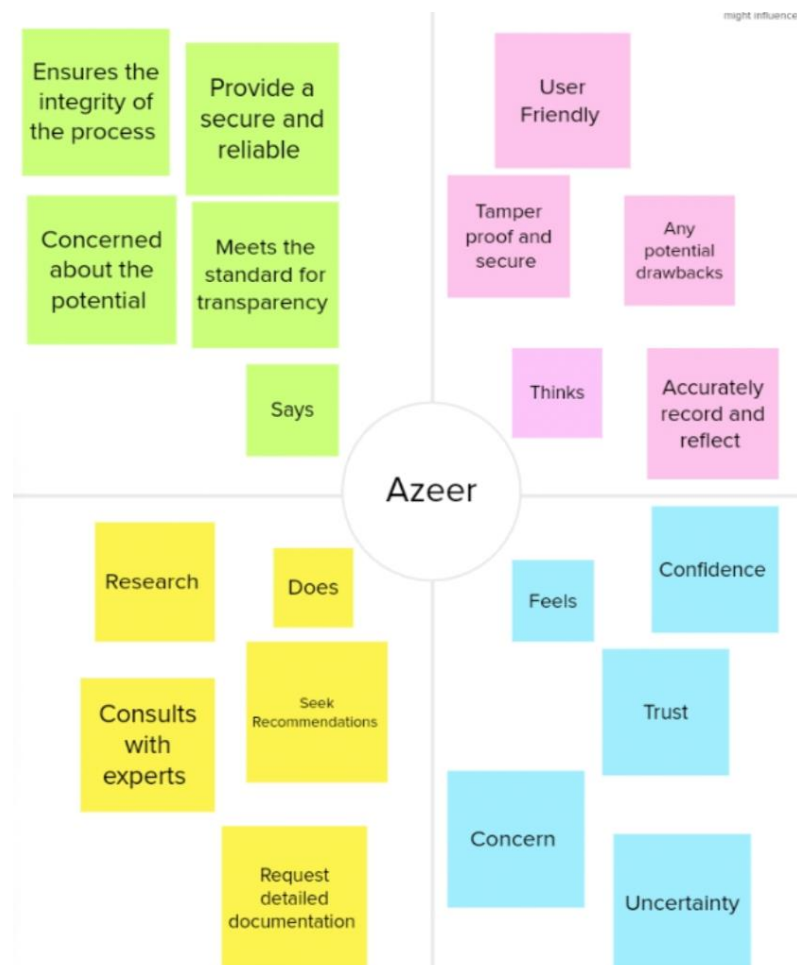 might influence
Ensures the
integrity of
the process
Provide a
secure and
reliable
Concerned
about the
potential
Meets the
standard for
transparency
Says
User
Friendly
Tamper
proof and
secure
Any
potential
drawbacks
Thinks
Accurately
record and
reflect
Azeer
Research
Does
Consults
with
experts
Seek
Recommendations
Request
detailed
documentation
Feels
Confidence
Trust
Concern
Uncertainty